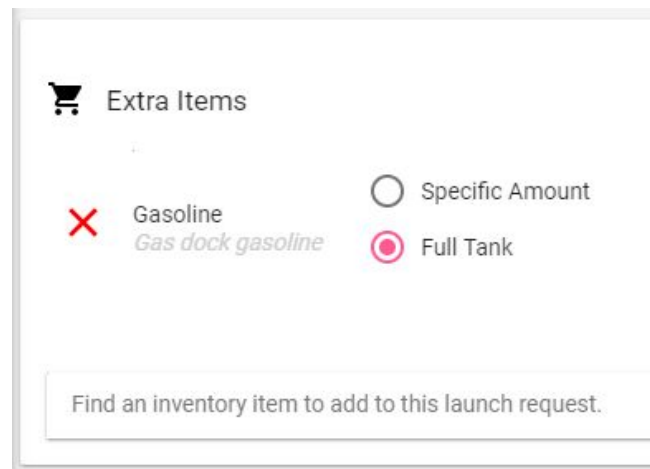 Extra Items
Gasoline
Gas dock gasoline
Specific Amount
Full Tank
Find an inventory item to add to this launch request.